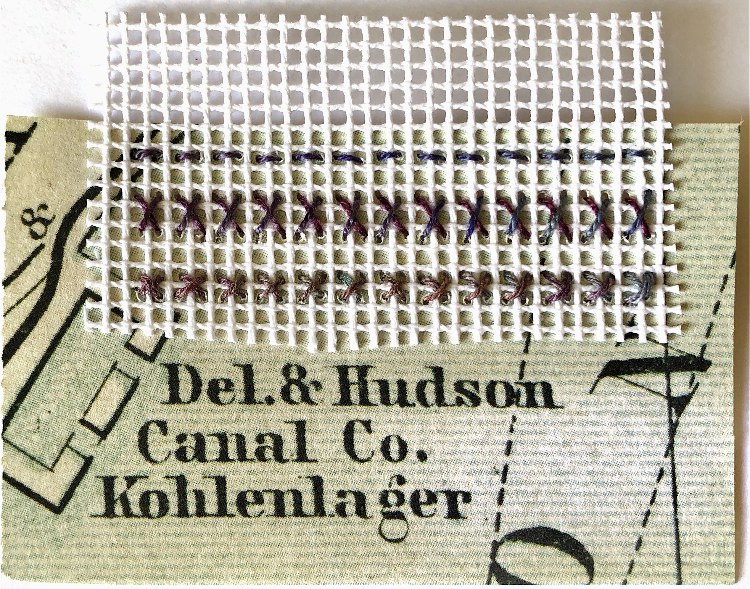 &
Del. & Hudson
Canal Co.
Kohlenlager